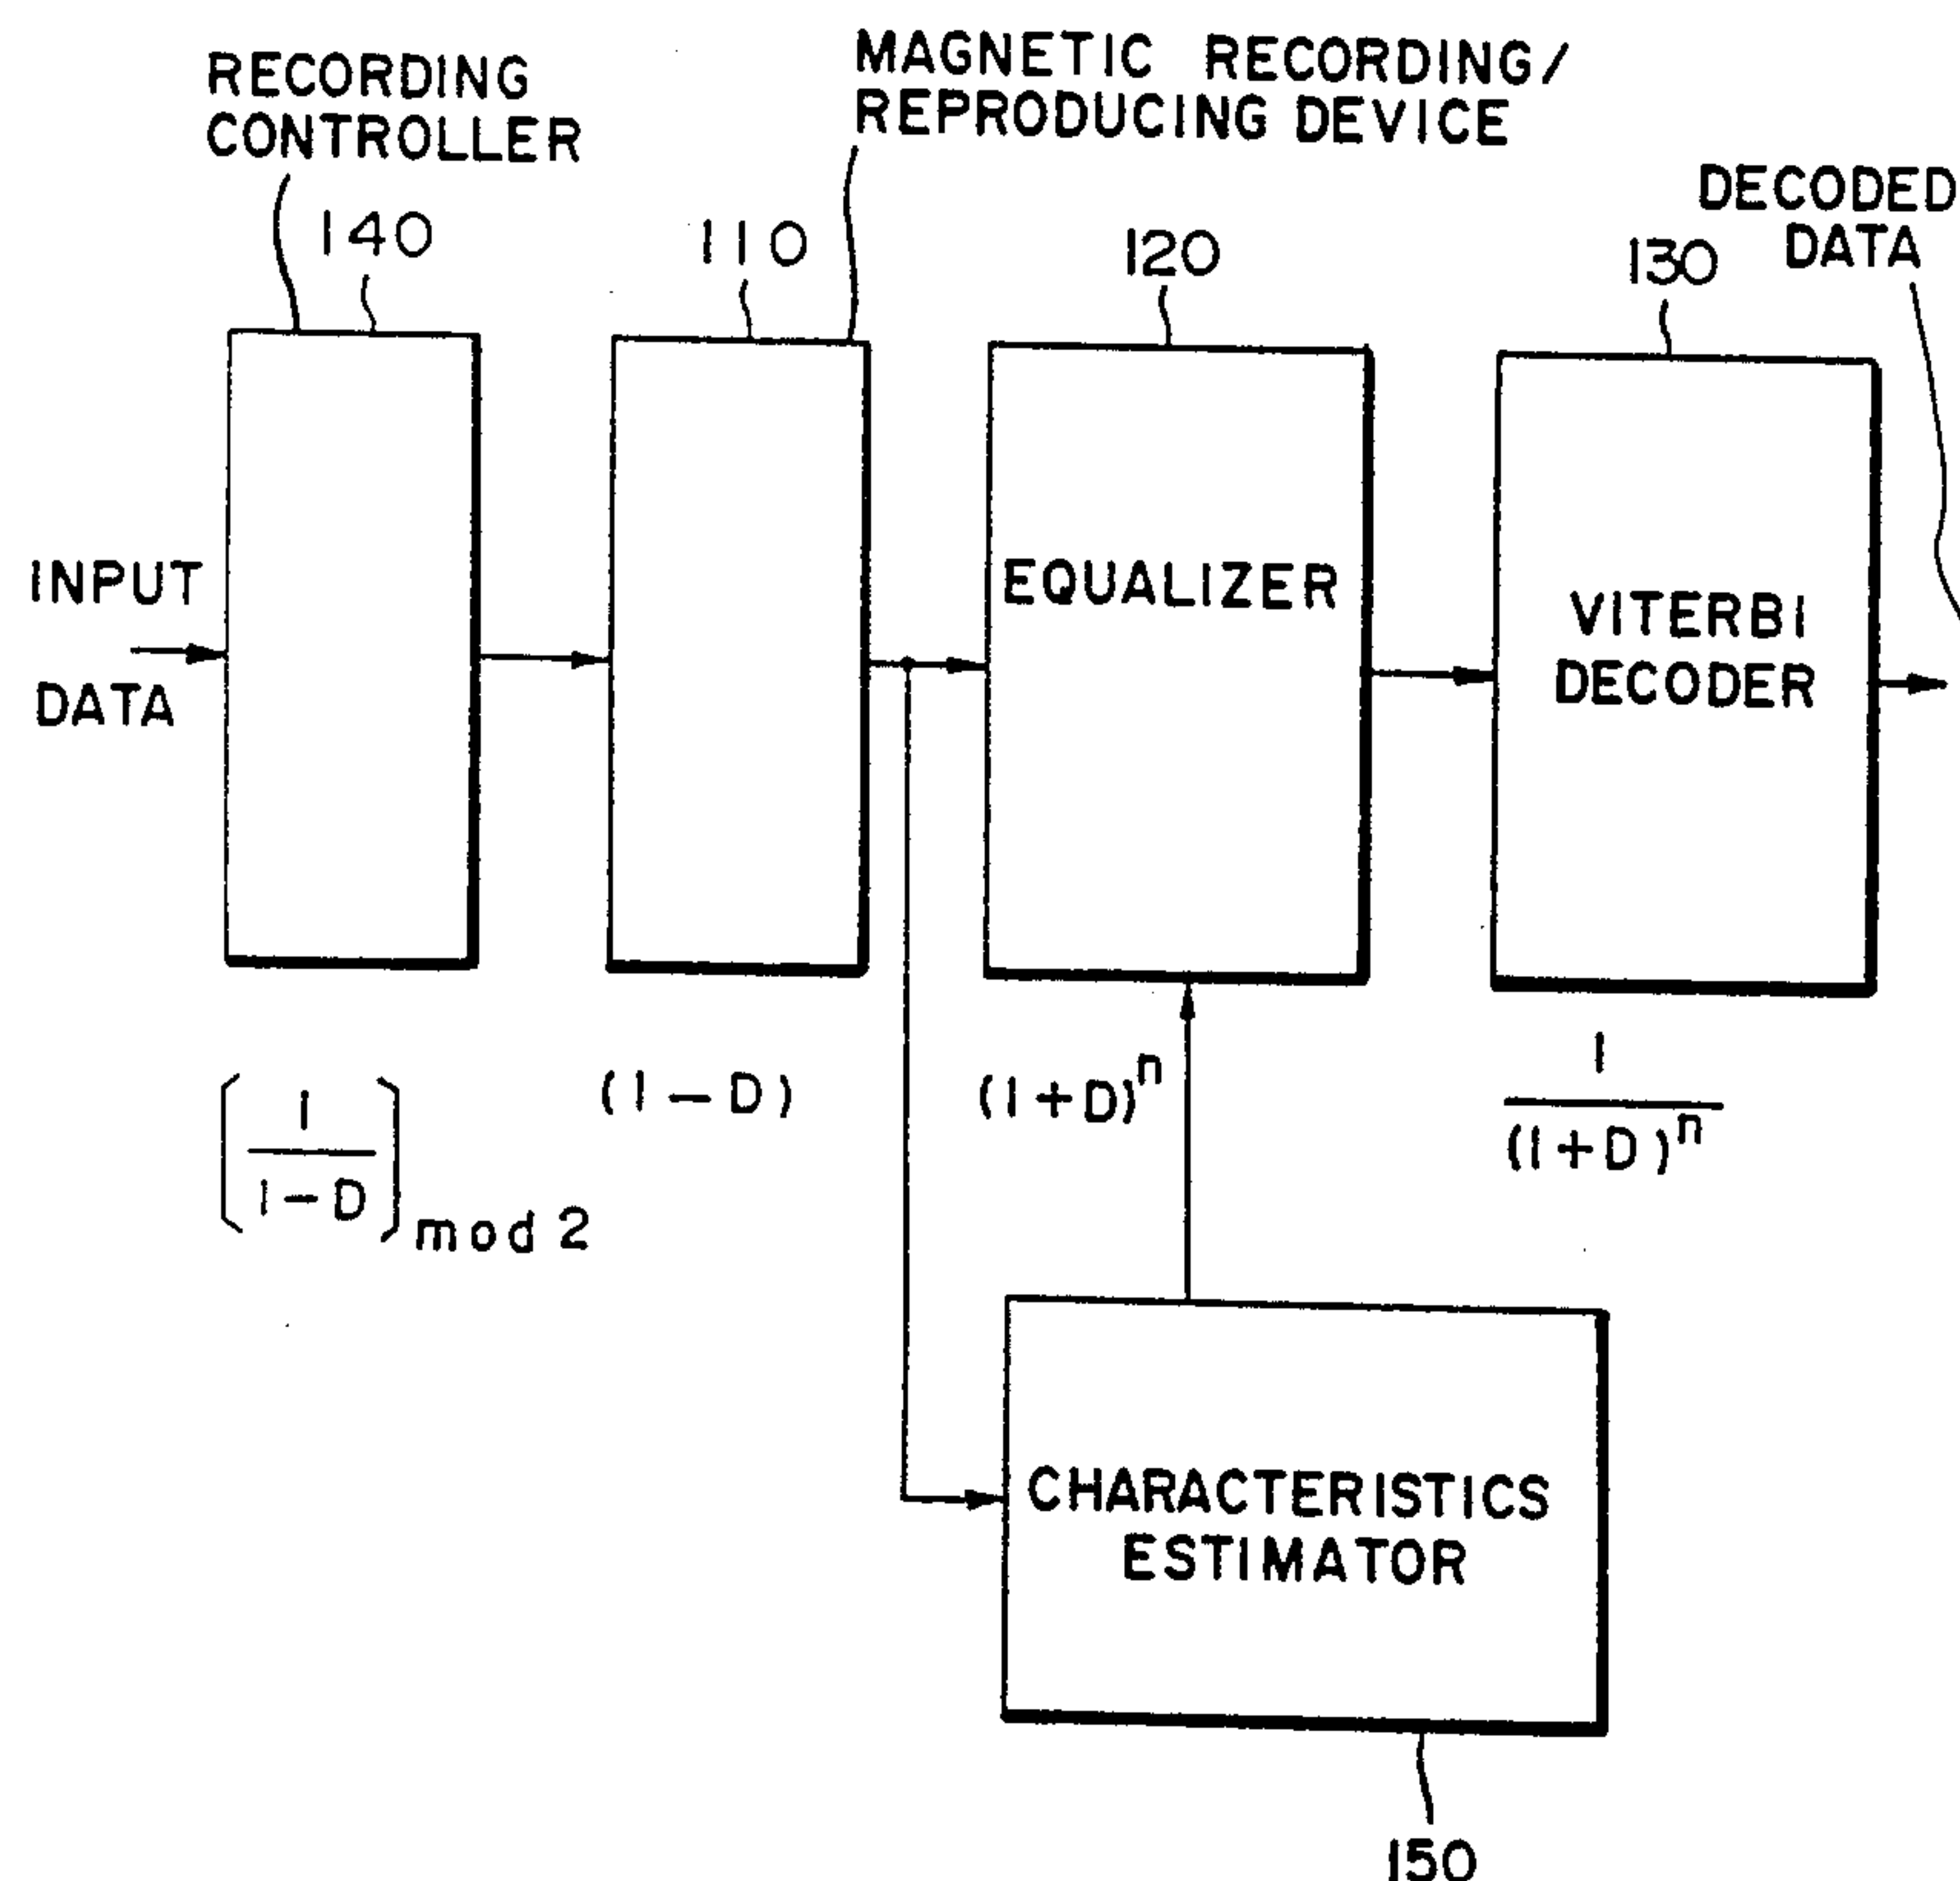 RECORDING
CONTROLLER
MAGNETIC RECORDING/
REPRODUCING DEVICE
DECODED
DATA
140
110
120
130
INPUT
DATA
EQUALIZER
VITERBI
DECODER
[1/(1-D)] mod 2
(1-D)
(1+D)^n
1/(1+D)^n
CHARACTERISTICS
ESTIMATOR
150